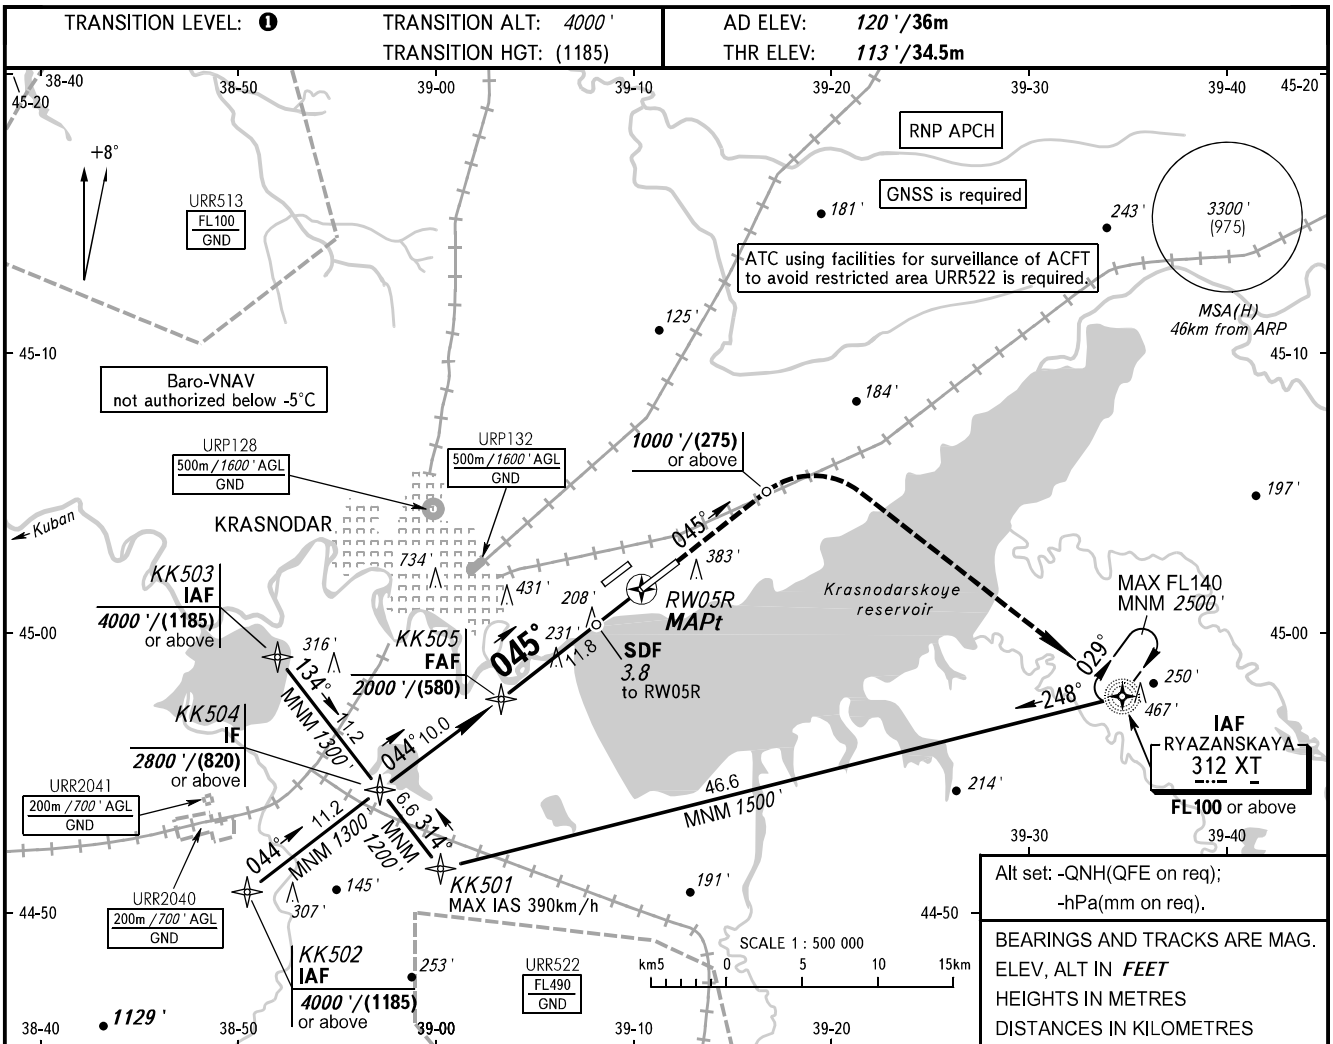 TRANSITION LEVEL: ❶
TRANSITION ALT: 4000 '
TRANSITION HGT: (1185)
AD ELEV: 120 '/36m
THR ELEV: 113 '/34.5m
38-40
38-50
39-00
39-10
39-20
39-30
39-40
45-20
45-20
+8°
RNP APCH
GNSS is required
ATC using facilities for surveillance of ACFT
to avoid restricted area URR522 is required.
URR513
FL100
GND
181 '
243 '
3300 '
(975)
MSA(H)
46km from ARP
125 '
45-10
45-10
Baro-VNAV
not authorized below -5°C
184 '
URP128
500m / 1600 ' AGL
GND
URP132
500m / 1600 ' AGL
GND
1000 '/(275)
or above
197 '
Kuban
KRASNODAR
045°
734 '
431 '
383 '
208 '
231 '
316 '
KK503
IAF
4000 '/(1185)
or above
RW05R
MAPt
Krasnodarskoye
reservoir
MAX FL140
MNM 2500 '
45-00
45-00
KK505
FAF
2000 '/(580)
045°
11.8
SDF
3.8
to RW05R
029°
248°
250 '
467 '
134°
11.2
MNM 1300'
KK504
IF
2800 '/(820)
or above
044°
10.0
IAF
RYAZANSKAYA
312 XT
FL100 or above
URR2041
200m / 700 ' AGL
GND
46.6
MNM 1500'
214 '
044°
11.2
MNM 1300
6.6
314°
MNM
1200'
39-30
39-40
URR2040
200m / 700 ' AGL
GND
145 '
307 '
KK501
MAX IAS 390km/h
191 '
44-50
44-50
KK502
IAF
4000 '/(1185)
or above
253 '
URR522
FL490
GND
SCALE 1 : 500 000
km5
0
5
10
15km
1129 '
38-40
38-50
39-00
39-10
39-20
Alt set: -QNH(QFE on req);
-hPa(mm on req).
BEARINGS AND TRACKS ARE MAG.
ELEV, ALT IN FEET
HEIGHTS IN METRES
DISTANCES IN KILOMETRES